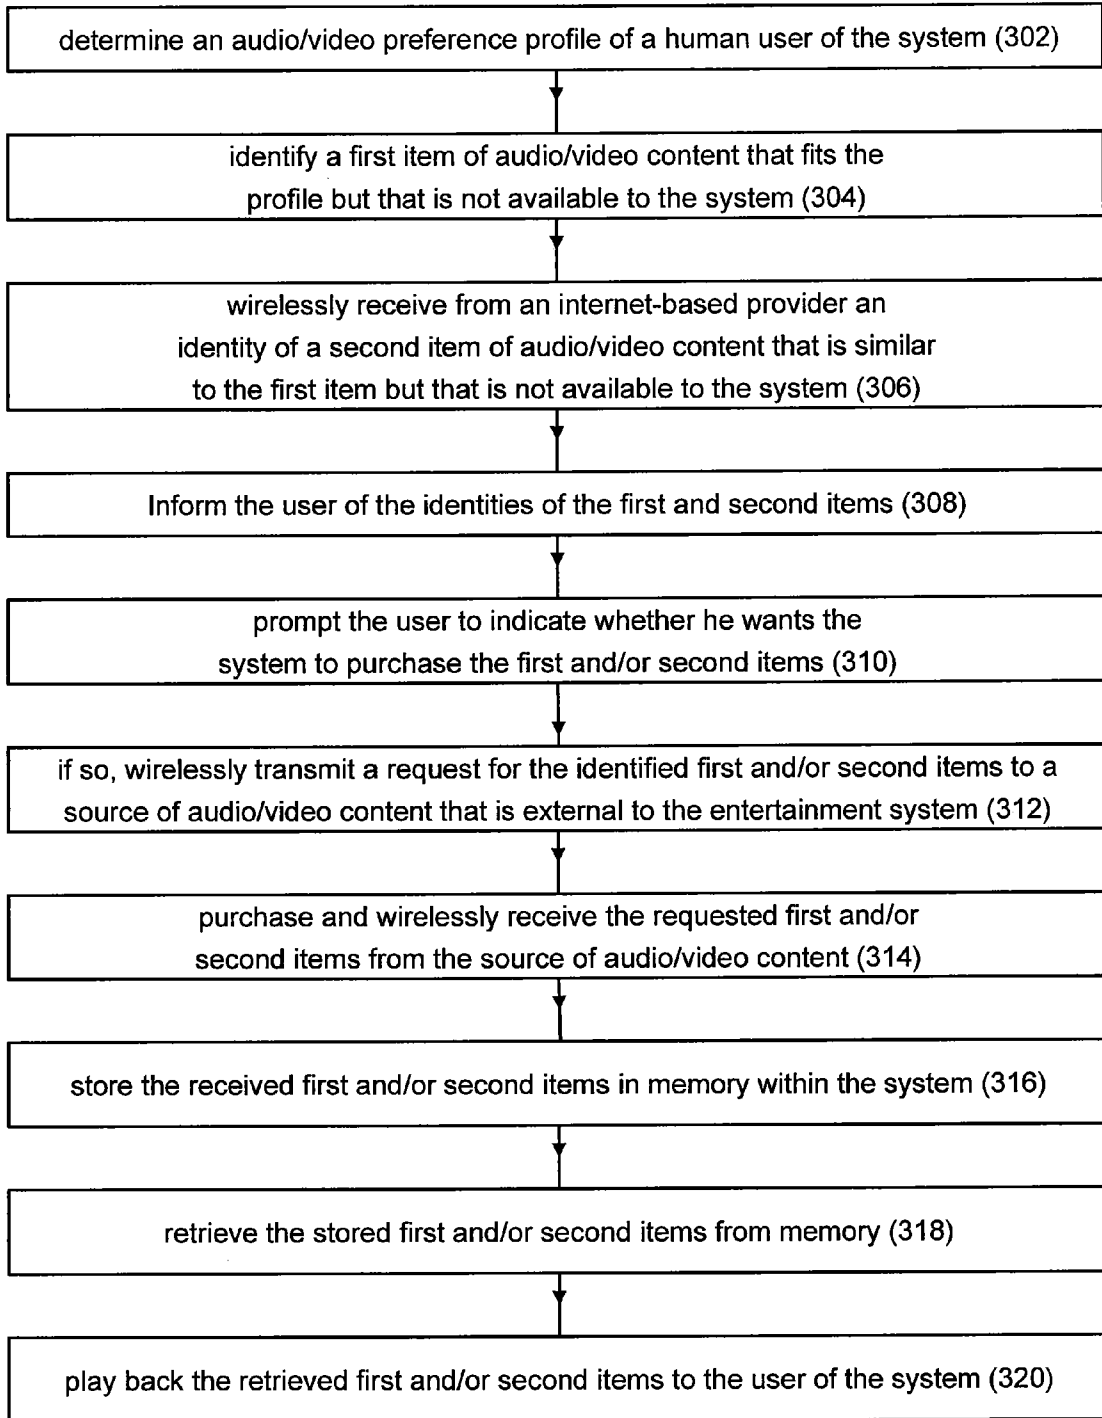 determine an audio/video preference profile of a human user of the system (302)
identify a first item of audio/video content that fits the
profile but that is not available to the system (304)
wirelessly receive from an internet-based provider an
identity of a second item of audio/video content that is similar
to the first item but that is not available to the system (306)
Inform the user of the identities of the first and second items (308)
prompt the user to indicate whether he wants the
system to purchase the first and/or second items (310)
if so, wirelessly transmit a request for the identified first and/or second items to a
source of audio/video content that is external to the entertainment system (312)
purchase and wirelessly receive the requested first and/or
second items from the source of audio/video content (314)
store the received first and/or second items in memory within the system (316)
retrieve the stored first and/or second items from memory (318)
play back the retrieved first and/or second items to the user of the system (320)